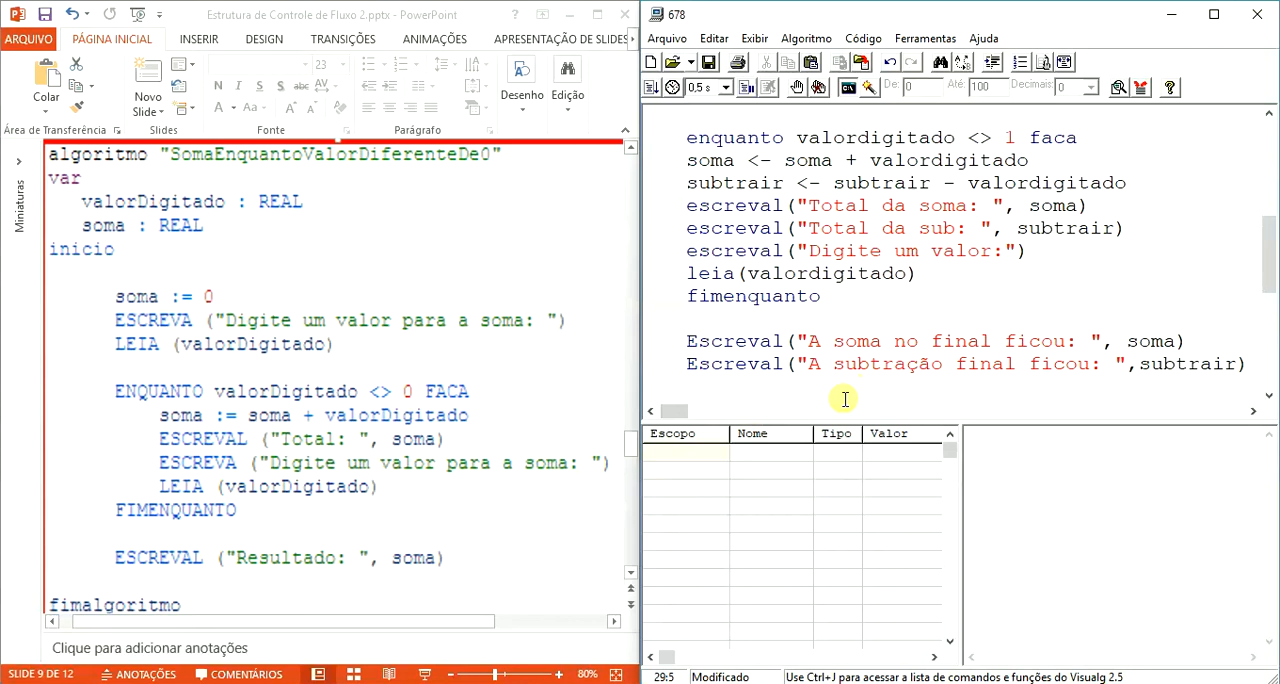 Estrutura de Controle de Fluxo 2.pptx - PowerPoint
ARQUIVO PÁGINA INICIAL INSERIR DESIGN TRANSIÇÕES ANIMAÇÕES APRESENTAÇÃO DE SLIDES
23
Colar
Novo
Slide
N I S S abc AV
A Aa A A
Desenho
Edição
Área de Transferência Slides Fonte Parágrafo
Miniaturas
algoritmo "SomaEnquantoValorDiferenteDe0"
var
valorDigitado : REAL
soma : REAL
inicio
soma := 0
ESCREVA ("Digite um valor para a soma: ")
LEIA (valorDigitado)
ENQUANTO valorDigitado <> 0 FACA
soma := soma + valorDigitado
ESCREVAL ("Total: ", soma)
ESCREVA ("Digite um valor para a soma: ")
LEIA (valorDigitado)
FIMENQUANTO
ESCREVAL ("Resultado: ", soma)
fimalgoritmo
Clique para adicionar anotações
SLIDE 9 DE 12 ANOTAÇÕES COMENTÁRIOS 80%
678
Arquivo Editar Exibir Algoritmo Código Ferramentas Ajuda
0,5 s De: 0 Até: 100 Decimais: 0
enquanto valordigitado <> 1 faca
soma <- soma + valordigitado
subtrair <- subtrair - valordigitado
escreval("Total da soma: ", soma)
escreval("Total da sub: ", subtrair)
escreval("Digite um valor:")
leia(valordigitado)
fimenquanto
Escreval("A soma no final ficou: ", soma)
Escreval("A subtração final ficou: ",subtrair)
Escopo Nome Tipo Valor
29:5 Modificado Use Ctrl+J para acessar a lista de comandos e funções do Visualg 2.5